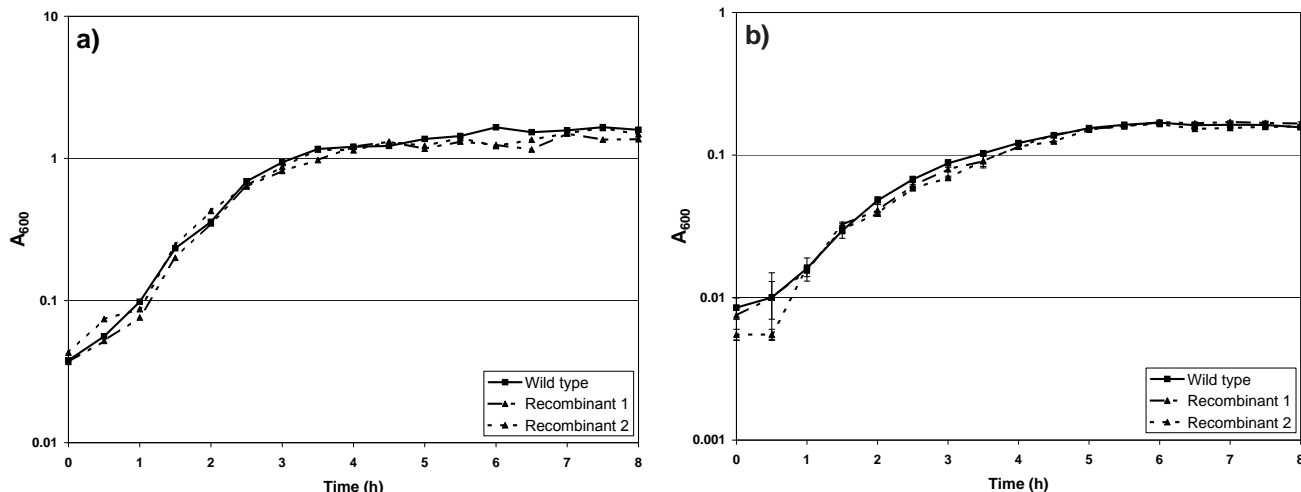 a)
10
1
0.1
0.01
A600
0 1 2 3 4 5 6 7 8
Time (h)
Wild type
Recombinant 1
Recombinant 2
b)
1
0.1
0.01
0.001
A600
0 1 2 3 4 5 6 7 8
Time (h)
Wild type
Recombinant 1
Recombinant 2